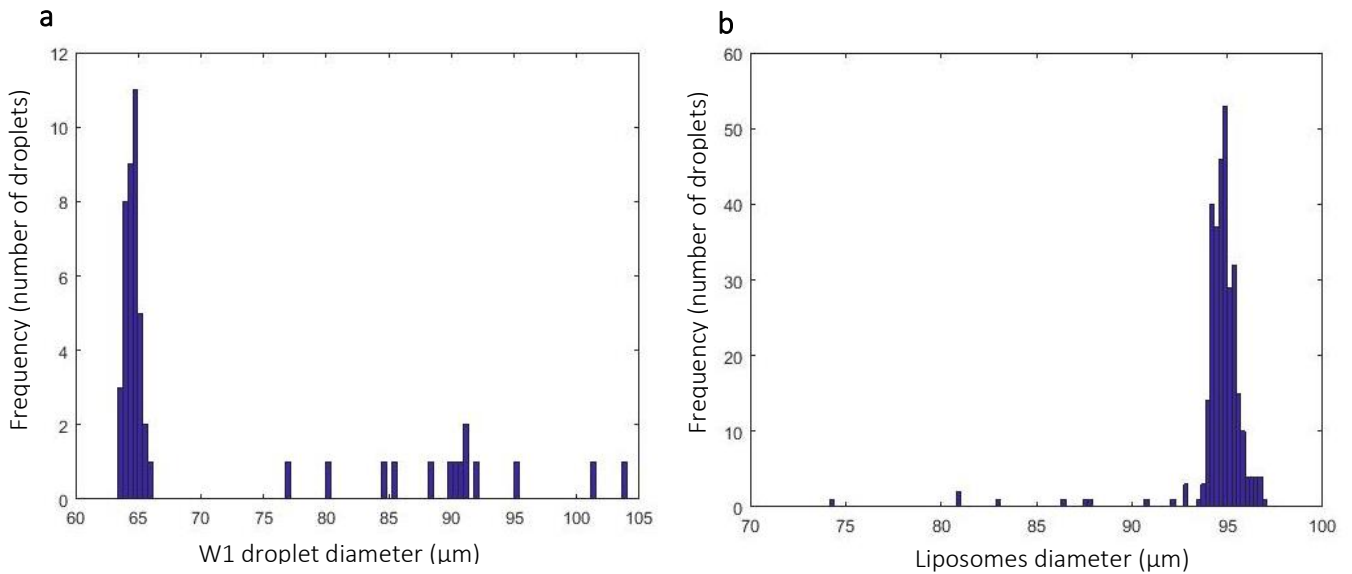 a
Frequency (number of droplets)
12
10
8
6
4
2
0
60 65 70 75 80 85 90 95 100 105
W1 droplet diameter (µm)
b
Frequency (number of droplets)
60
50
40
30
20
10
0
70 75 80 85 90 95 100
Liposomes diameter (µm)